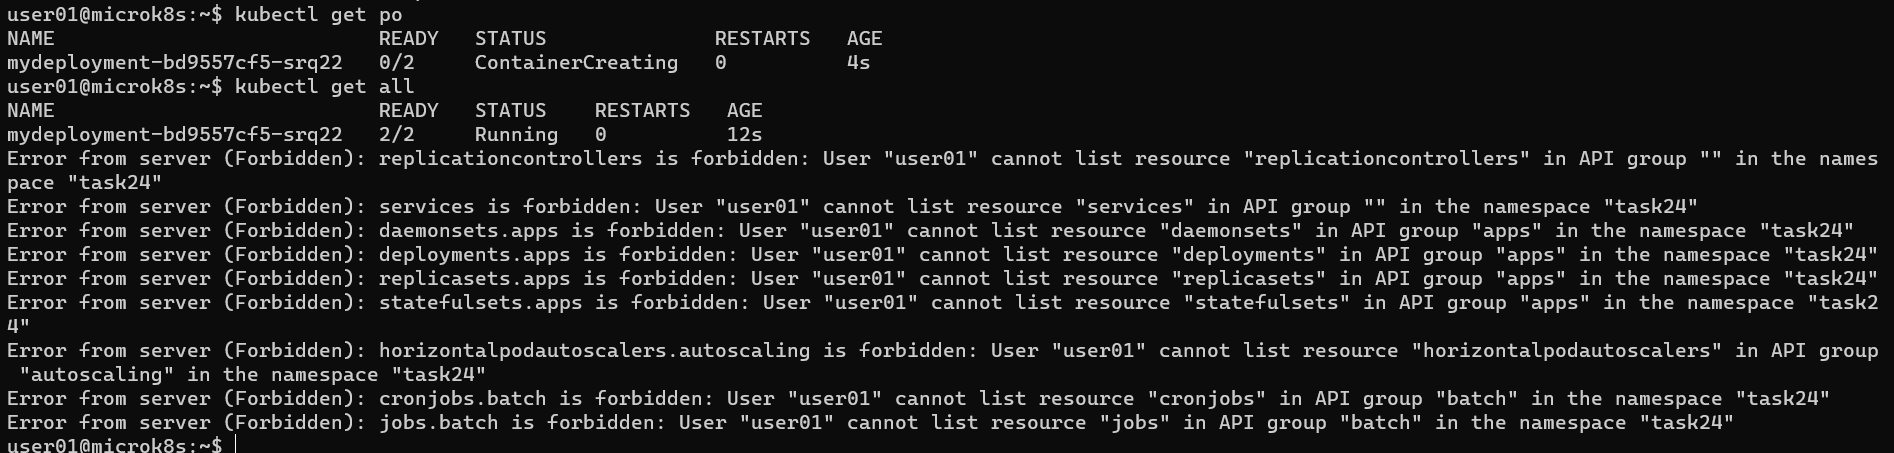 user01@microk8s:~$ kubectl get po
NAME                           READY   STATUS              RESTARTS   AGE
mydeployment-bd9557cf5-srq22   0/2     ContainerCreating   0          4s
user01@microk8s:~$ kubectl get all
NAME                           READY   STATUS    RESTARTS   AGE
mydeployment-bd9557cf5-srq22   2/2     Running   0          12s
Error from server (Forbidden): replicationcontrollers is forbidden: User "user01" cannot list resource "replicationcontrollers" in API group "" in the names
pace "task24"
Error from server (Forbidden): services is forbidden: User "user01" cannot list resource "services" in API group "" in the namespace "task24"
Error from server (Forbidden): daemonsets.apps is forbidden: User "user01" cannot list resource "daemonsets" in API group "apps" in the namespace "task24"
Error from server (Forbidden): deployments.apps is forbidden: User "user01" cannot list resource "deployments" in API group "apps" in the namespace "task24"
Error from server (Forbidden): replicasets.apps is forbidden: User "user01" cannot list resource "replicasets" in API group "apps" in the namespace "task24"
Error from server (Forbidden): statefulsets.apps is forbidden: User "user01" cannot list resource "statefulsets" in API group "apps" in the namespace "task2
4"
Error from server (Forbidden): horizontalpodautoscalers.autoscaling is forbidden: User "user01" cannot list resource "horizontalpodautoscalers" in API group
 "autoscaling" in the namespace "task24"
Error from server (Forbidden): cronjobs.batch is forbidden: User "user01" cannot list resource "cronjobs" in API group "batch" in the namespace "task24"
Error from server (Forbidden): jobs.batch is forbidden: User "user01" cannot list resource "jobs" in API group "batch" in the namespace "task24"
user01@microk8s:~$